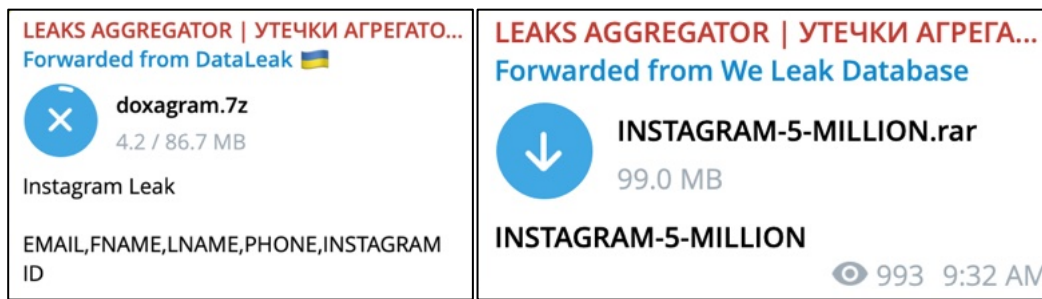 LEAKS AGGREGATOR | УТЕЧКИ АГРЕГАТО...
Forwarded from DataLeak 🇺🇦
doxagram.7z
4.2 / 86.7 MB
Instagram Leak
EMAIL,FNAME,LNAME,PHONE,INSTAGRAM
ID
LEAKS AGGREGATOR | УТЕЧКИ АГРЕГА...
Forwarded from We Leak Database
INSTAGRAM-5-MILLION.rar
99.0 MB
INSTAGRAM-5-MILLION
993 9:32 AM